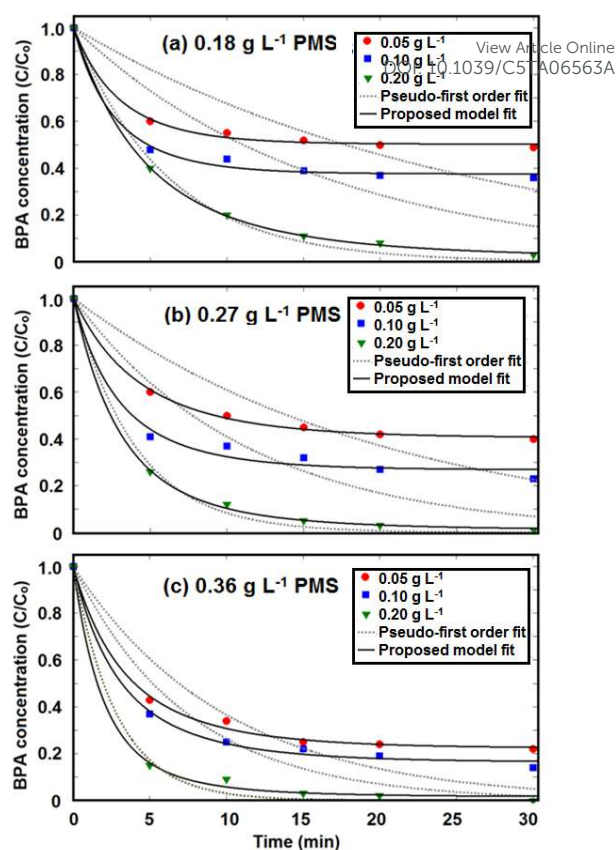 View Article Online
DOI: 10.1039/C5TA06563A
(a) 0.18 g L⁻¹ PMS
0.05 g L⁻¹
0.10 g L⁻¹
0.20 g L⁻¹
Pseudo-first order fit
Proposed model fit
BPA concentration (C/C₀)
1.0
0.8
0.6
0.4
0.2
0
(b) 0.27 g L⁻¹ PMS
0.05 g L⁻¹
0.10 g L⁻¹
0.20 g L⁻¹
Pseudo-first order fit
Proposed model fit
BPA concentration (C/C₀)
1.0
0.8
0.6
0.4
0.2
0
(c) 0.36 g L⁻¹ PMS
0.05 g L⁻¹
0.10 g L⁻¹
0.20 g L⁻¹
Pseudo-first order fit
Proposed model fit
BPA concentration (C/C₀)
1.0
0.8
0.6
0.4
0.2
0
0 5 10 15 20 25 30
Time (min)